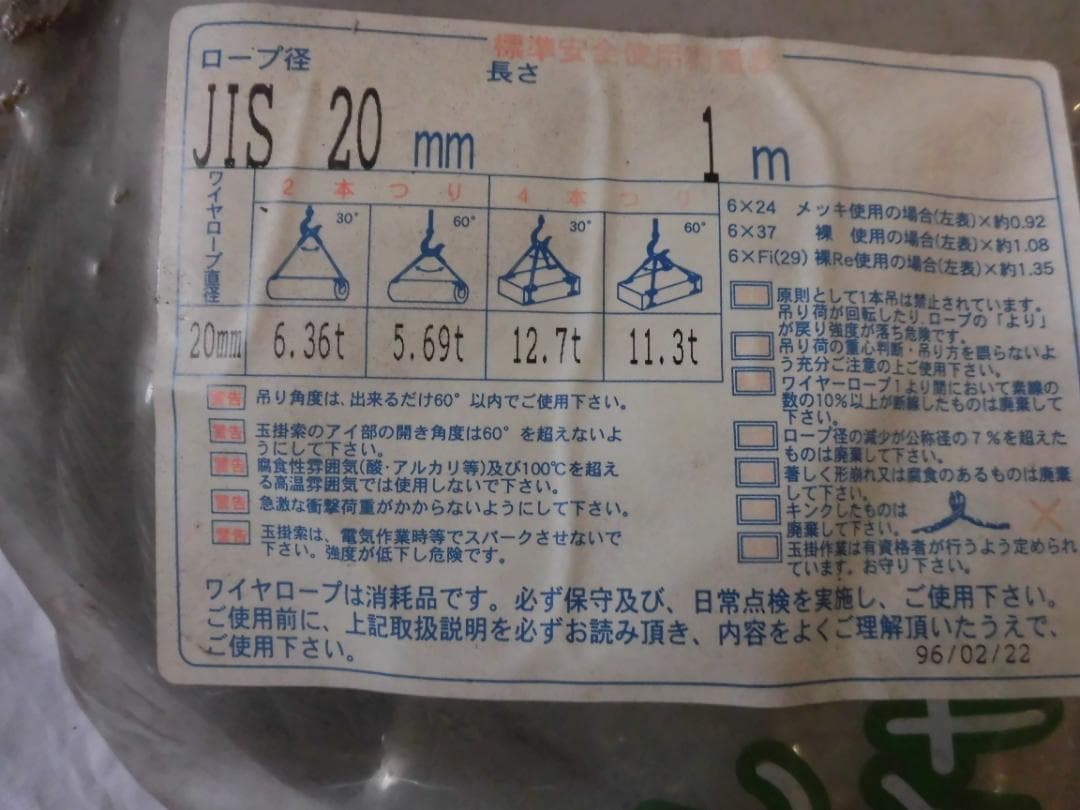 標準安全使用荷重表
ロープ径 長さ
JIS 20 mm 1 m
ワイヤロープ直径 2本つり 4本つり
30° 60° 30° 60°
20mm 6.36t 5.69t 12.7t 11.3t
6×24 メッキ使用の場合(左表)×約0.92
6×37 裸 使用の場合(左表)×約1.08
6×Fi(29) 裸Re使用の場合(左表)×約1.35
原則として1本吊は禁止されています。
吊り荷が回転したり、ロープの「より」
が戻り強度が落ち危険です。
吊り荷の重心判断・吊り方を誤らないよ
う充分ご注意の上ご使用下さい。
ワイヤーロープ1より間において素線の
数の10%以上が断線したものは廃棄して
下さい。
ロープ径の減少が公称径の7%を超えた
ものは廃棄して下さい。
著しく形崩れ又は腐食のあるものは廃棄
して下さい。
キンクしたものは
廃棄して下さい。
玉掛作業は有資格者が行うよう定められ
ています。お守り下さい。
警告 吊り角度は、出来るだけ60°以内でご使用下さい。
警告 玉掛索のアイ部の開き角度は60°を超えないよ
うにして下さい。
警告 腐食性雰囲気(酸・アルカリ等)及び100℃を超え
る高温雰囲気では使用しないで下さい。
警告 急激な衝撃荷重がかからないようにして下さい。
警告 玉掛索は、電気作業時等でスパークさせないで
下さい。強度が低下し危険です。
ワイヤロープは消耗品です。必ず保守及び、日常点検を実施し、ご使用下さい。
ご使用前に、上記取扱説明を必ずお読み頂き、内容をよくご理解頂いたうえで、
ご使用下さい。
96/02/22